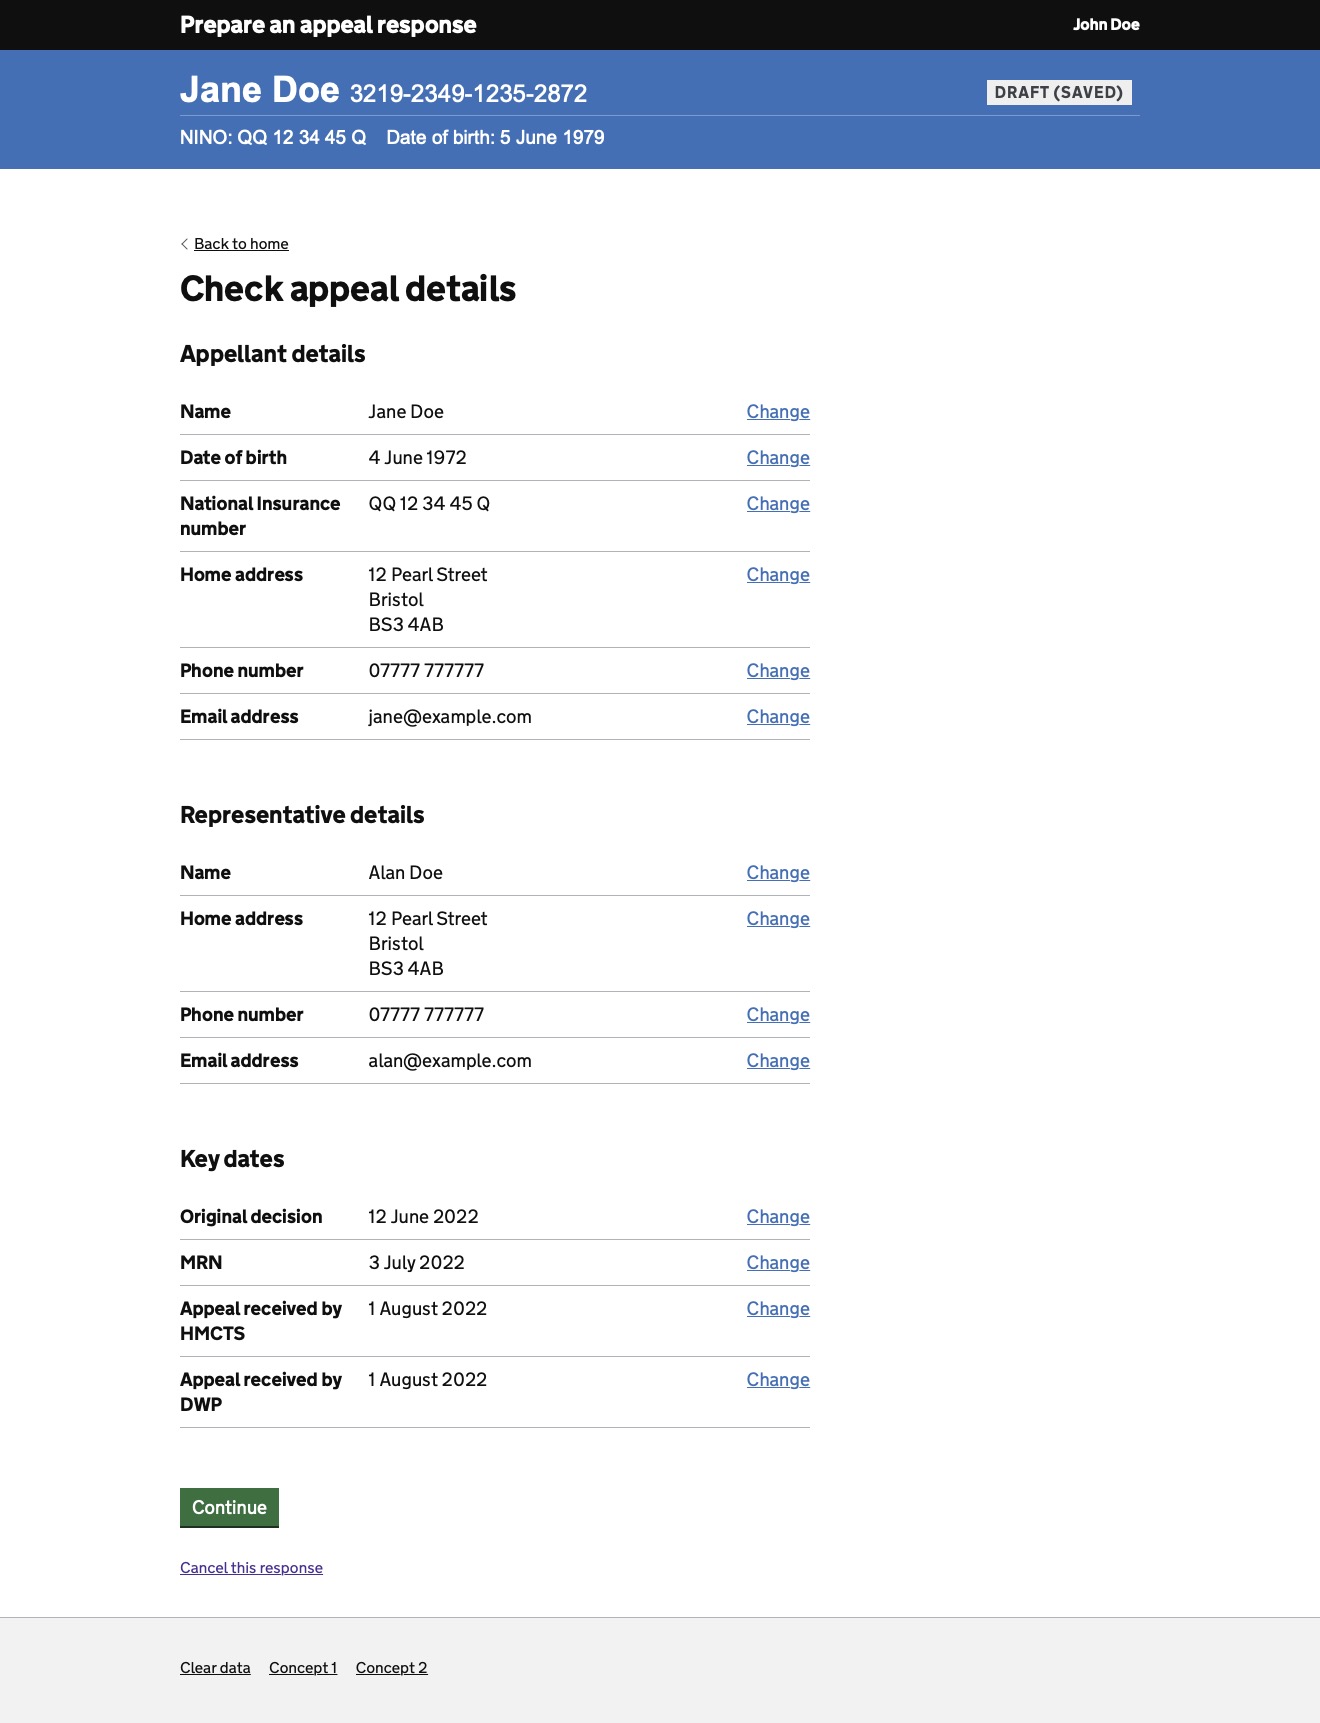 Prepare an appeal response John Doe
Jane Doe 3219-2349-1235-2872 DRAFT (SAVED)
NINO: QQ 12 34 45 Q Date of birth: 5 June 1979
Back to home
Check appeal details
Appellant details
Name Jane Doe Change
Date of birth 4 June 1972 Change
National Insurance QQ 12 34 45 Q Change
number
Home address 12 Pearl Street Change
Bristol
BS3 4AB
Phone number 07777 777777 Change
Email address jane@example.com Change
Representative details
Name Alan Doe Change
Home address 12 Pearl Street Change
Bristol
BS3 4AB
Phone number 07777 777777 Change
Email address alan@example.com Change
Key dates
Original decision 12 June 2022 Change
MRN 3 July 2022 Change
Appeal received by 1 August 2022 Change
HMCTS
Appeal received by 1 August 2022 Change
DWP
Continue
Cancel this response
Clear data Concept 1 Concept 2